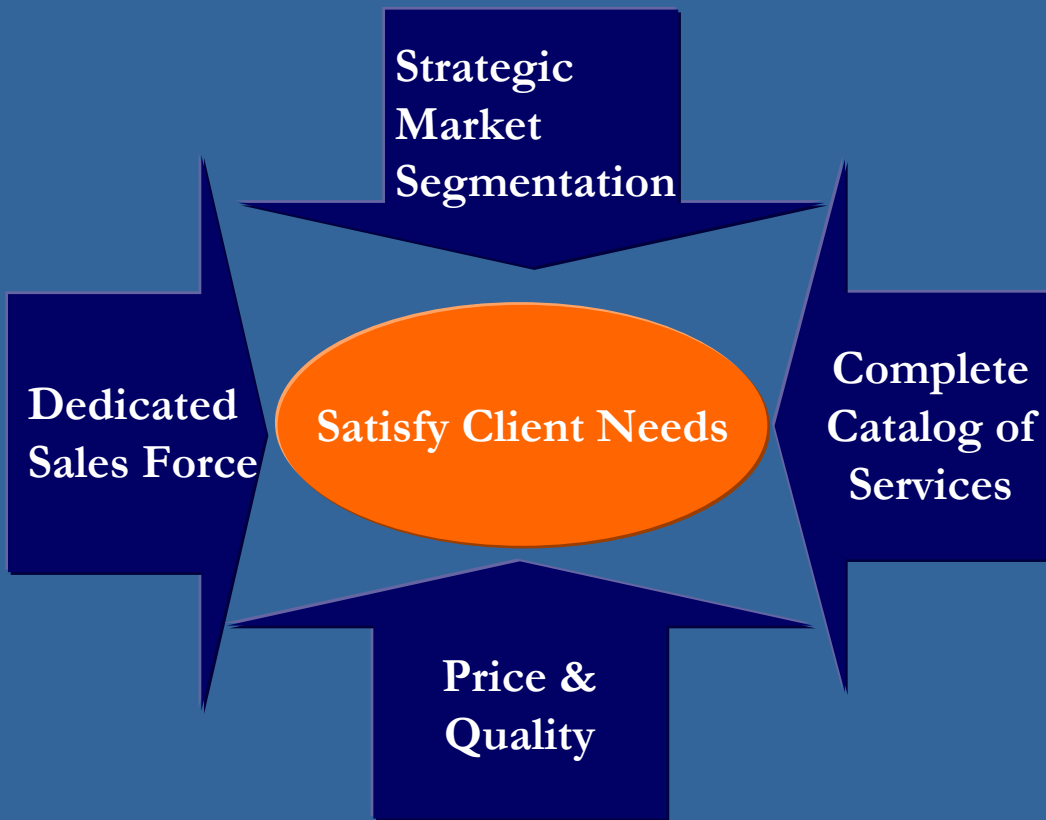 Strategic
Market
Segmentation
Dedicated
Sales Force
Satisfy Client Needs
Complete
Catalog of
Services
Price &
Quality